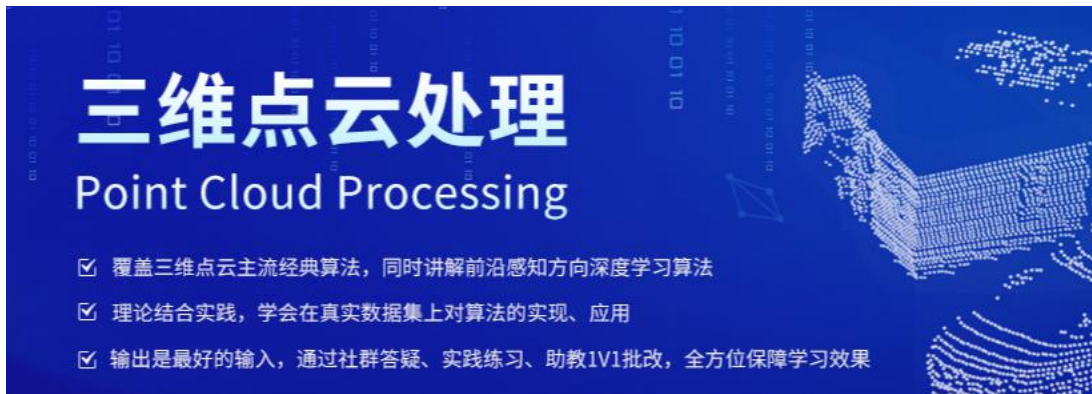 三维点云处理
Point Cloud Processing
覆盖三维点云主流经典算法，同时讲解前沿感知方向深度学习算法
理论结合实践，学会在真实数据集上对算法的实现、应用
输出是最好的输入，通过社群答疑、实践练习、助教1V1批改，全方位保障学习效果